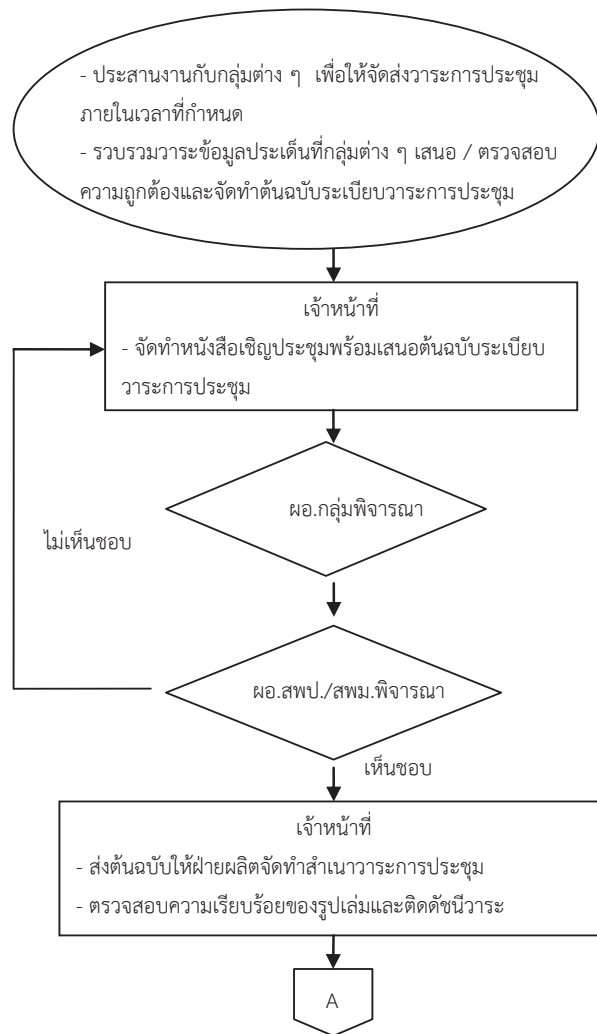 - ประสานงานกับกลุ่มต่าง ๆ เพื่อให้จัดส่งวาระการประชุม
ภายในเวลาที่กำหนด
- รวบรวมวาระข้อมูลประเด็นที่กลุ่มต่าง ๆ เสนอ / ตรวจสอบ
ความถูกต้องและจัดทำต้นฉบับระเบียบวาระการประชุม
เจ้าหน้าที่
- จัดทำหนังสือเชิญประชุมพร้อมเสนอต้นฉบับระเบียบ
วาระการประชุม
ผอ.กลุ่มพิจารณา
ไม่เห็นชอบ
ผอ.สพป./สพม.พิจารณา
เห็นชอบ
เจ้าหน้าที่
- ส่งต้นฉบับให้ฝ่ายผลิตจัดทำสำเนาวาระการประชุม
- ตรวจสอบความเรียบร้อยของรูปเล่มและติดดัชนีวาระ
A